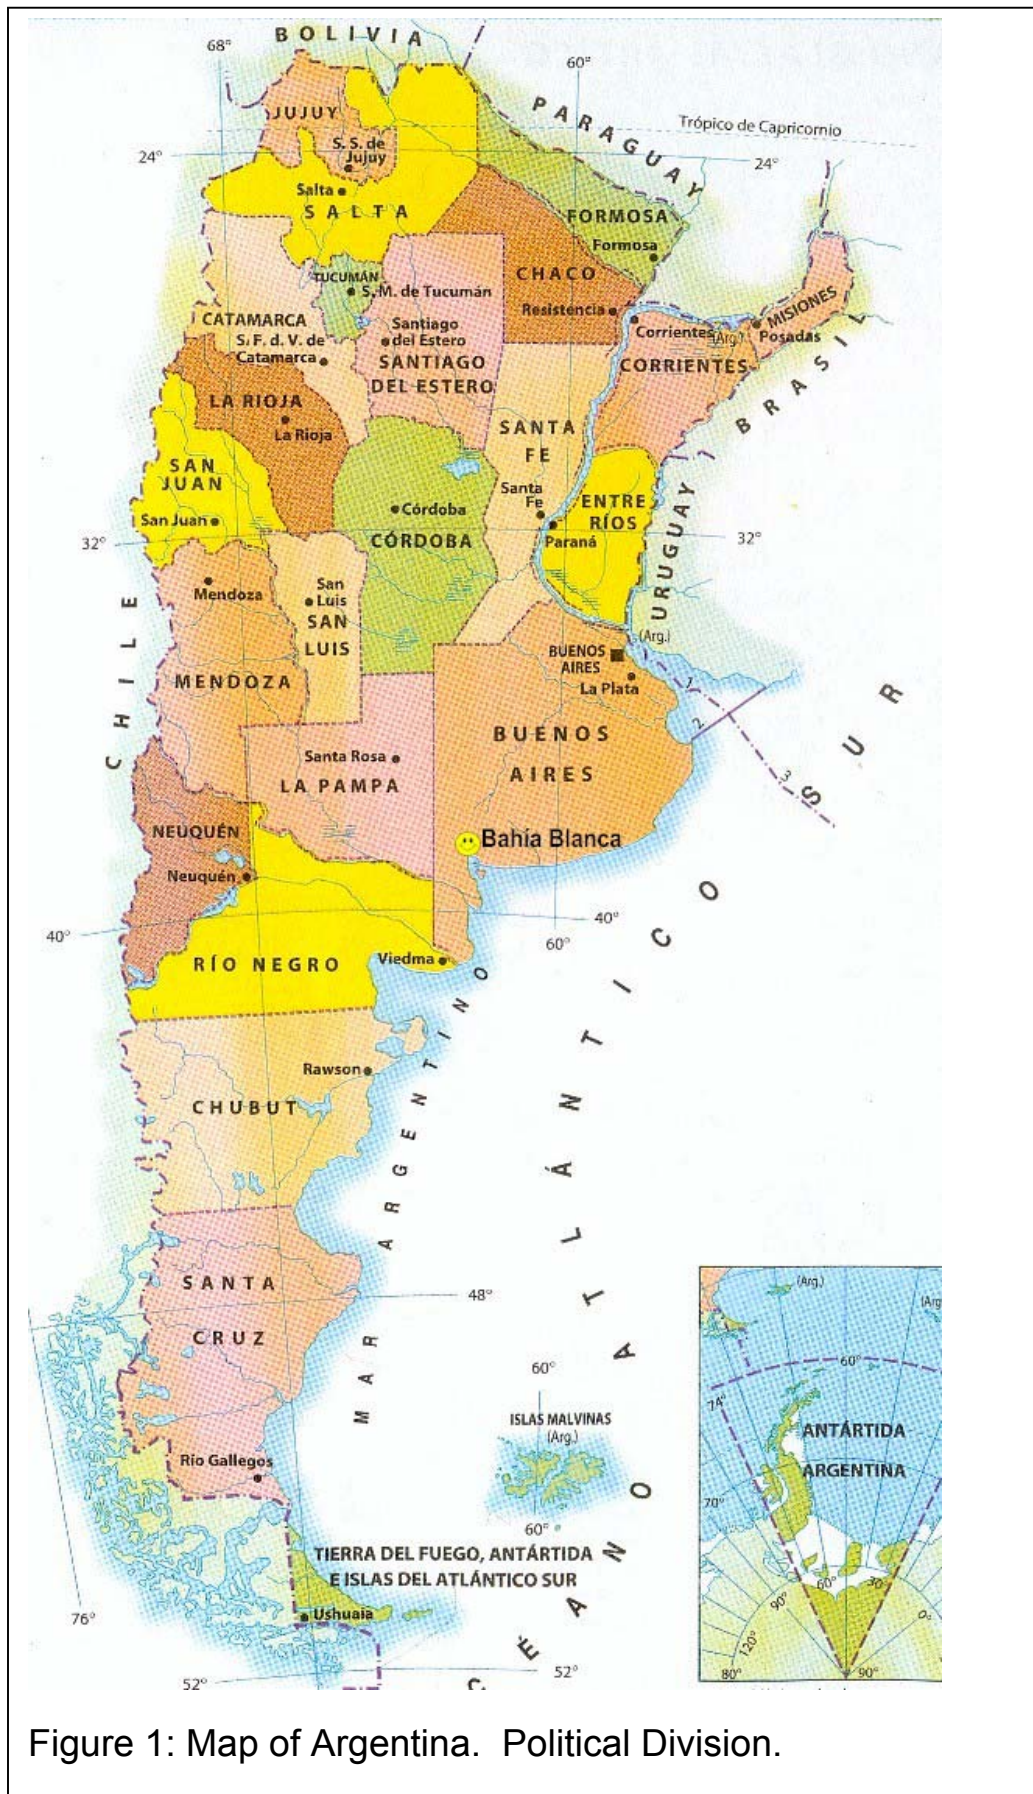 BOLIVIA
68°
60°
PARAGUAY
Trópico de Capricornio
JUJUY
S. S. de
Jujuy
24°
24°
Salta
SALTA
FORMOSA
Formosa
CHACO
TUCUMÁN
S. M. de Tucumán
Resistencia
MISIONES
Posadas
CATAMARCA
S. F. d. V. de
Catamarca
Santiago
del Estero
SANTIAGO
DEL ESTERO
Corrientes
(Arg.)
CORRIENTES
BRASIL
LA RIOJA
La Rioja
SANTA
FE
SAN
JUAN
San Juan
Santa
Fe
ENTRE
RÍOS
Córdoba
CÓRDOBA
Paraná
32°
32°
URUGUAY
CHILE
Mendoza
San
Luis
SAN
LUIS
MENDOZA
(Arg.)
BUENOS
AIRES
La Plata
1
2
3
BUENOS
AIRES
Santa Rosa
LA PAMPA
NEUQUÉN
Neuquén
Bahía Blanca
40°
40°
60°
RÍO NEGRO
Viedma
MAR ARGENTINO
OCÉANO ATLÁNTICO SUR
Rawson
CHUBUT
SANTA
CRUZ
48°
60°
ISLAS MALVINAS
(Arg.)
60°
Río Gallegos
TIERRA DEL FUEGO, ANTÁRTIDA
E ISLAS DEL ATLÁNTICO SUR
Ushuaia
76°
52°
52°
(Arg.)
(Arg
60°
74°
ANTÁRTIDA
ARGENTINA
70°
60°
30°
90°
0°
120°
80°
90°
Figure 1: Map of Argentina. Political Division.